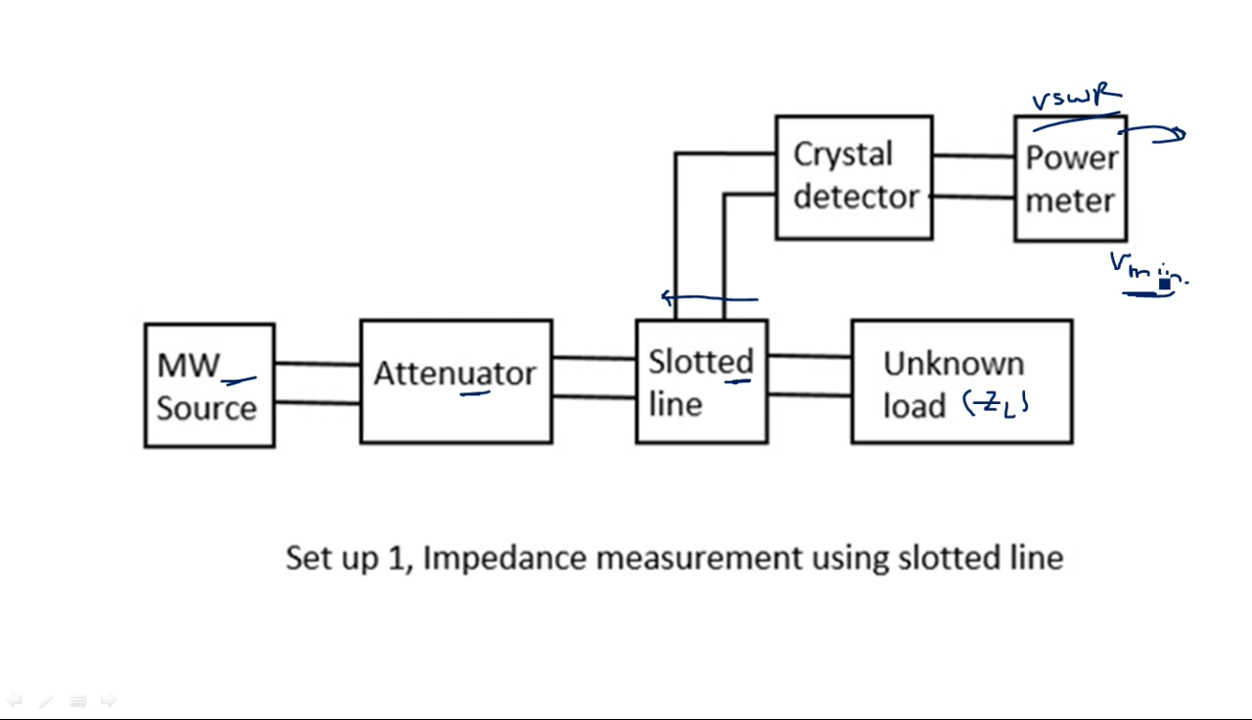 VSWR
Crystal
detector
Power
meter
Vmin.
MW
Source
Attenuator
Slotted
line
Unknown
load (ZL)
Set up 1, Impedance measurement using slotted line